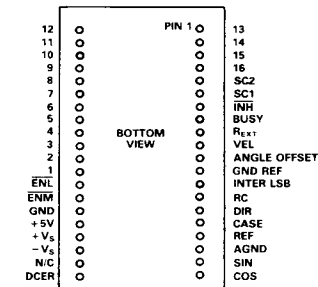 12 PIN 1 13
11 14
10 15
9 16
8 SC2
7 SC1
6 INH
5 BUSY
4 BOTTOM R_EXT
3 VIEW VEL
2 ANGLE OFFSET
1 GND REF
ENL INTER LSB
ENM RC
GND DIR
+5V CASE
+V_S REF
-V_S AGND
N/C SIN
DCER COS